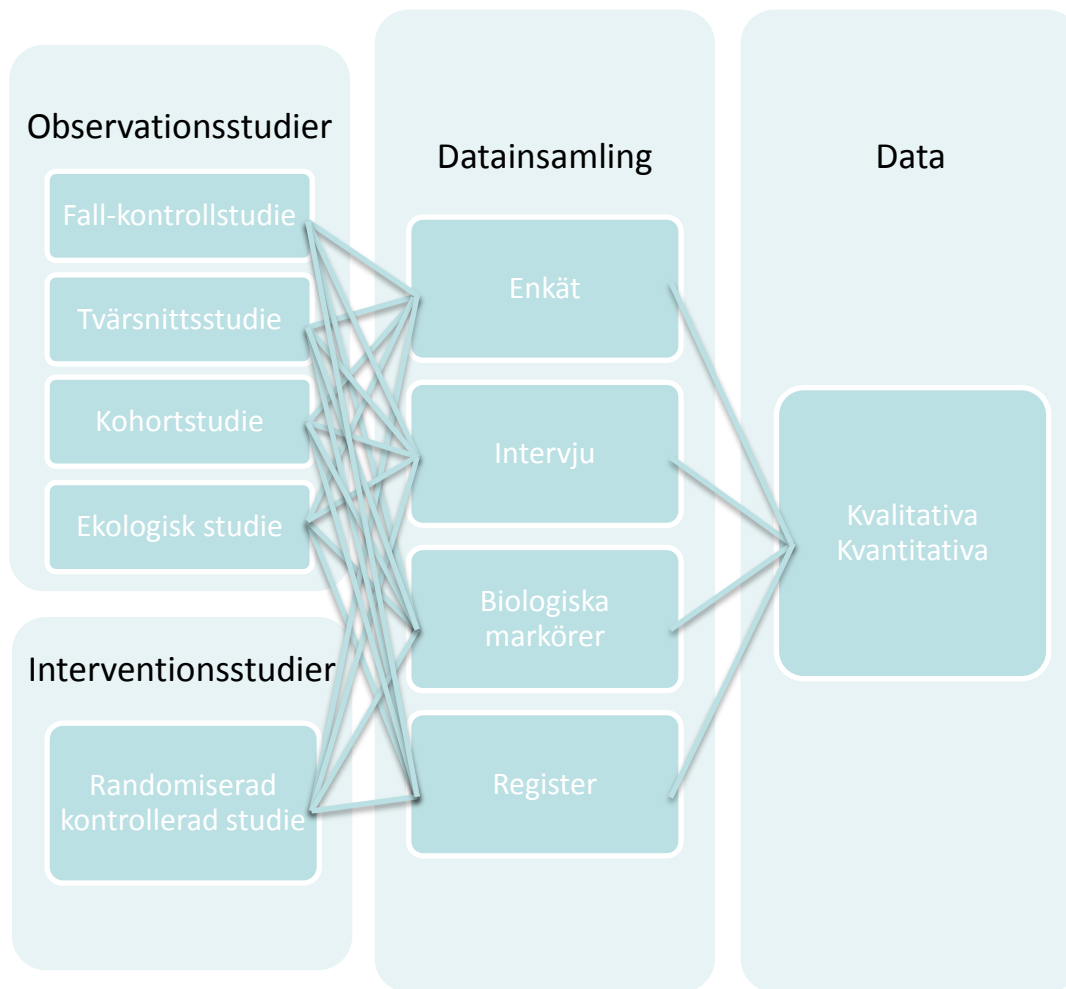 Observationsstudier
Fall-kontrollstudie
Tvärsnittsstudie
Kohortstudie
Ekologisk studie
Interventionsstudier
Randomiserad
kontrollerad studie
Datainsamling
Enkät
Intervju
Biologiska
markörer
Register
Data
Kvalitativa
Kvantitativa